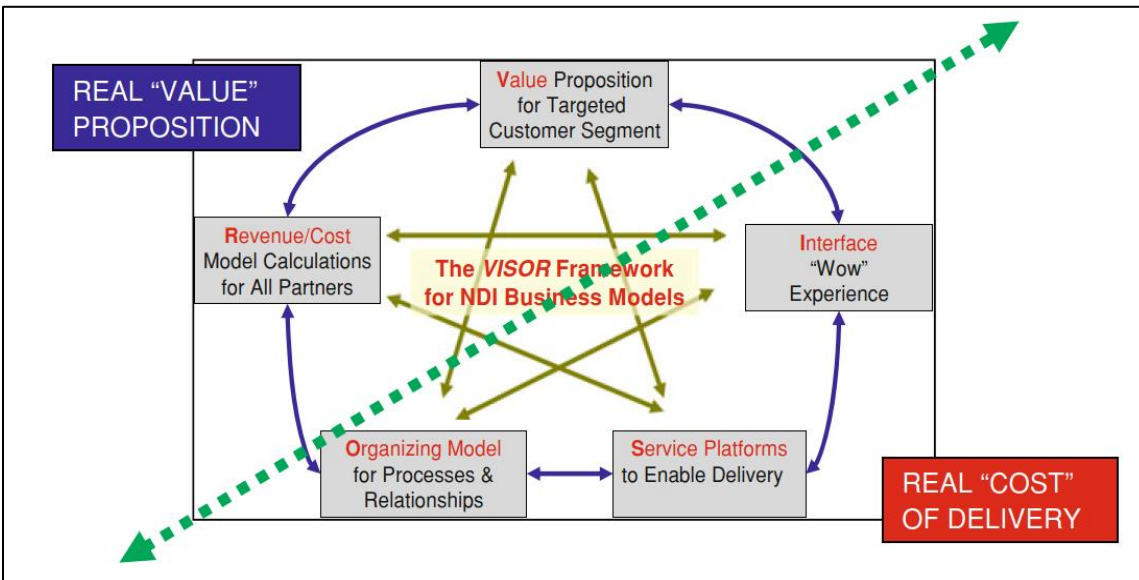 REAL “VALUE”
PROPOSITION
Value Proposition
for Targeted
Customer Segment
Revenue/Cost
Model Calculations
for All Partners
The VISOR Framework
for NDI Business Models
Interface
“Wow”
Experience
Organizing Model
for Processes &
Relationships
Service Platforms
to Enable Delivery
REAL “COST”
OF DELIVERY